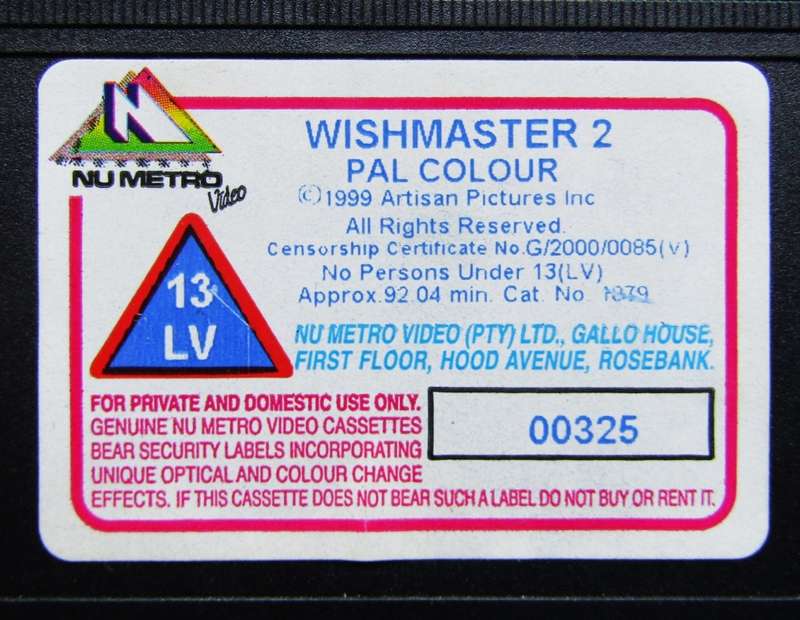 N
NU METRO
Video
WISHMASTER 2
PAL COLOUR
©1999 Artisan Pictures Inc
All Rights Reserved.
Censorship Certificate No.G/2000/0085(V)
No Persons Under 13(LV)
Approx.92.04 min. Cat. No.
13
LV
NU METRO VIDEO (PTY) LTD., GALLO HOUSE,
FIRST FLOOR, HOOD AVENUE, ROSEBANK.
FOR PRIVATE AND DOMESTIC USE ONLY.
GENUINE NU METRO VIDEO CASSETTES
BEAR SECURITY LABELS INCORPORATING
UNIQUE OPTICAL AND COLOUR CHANGE
EFFECTS. IF THIS CASSETTE DOES NOT BEAR SUCH A LABEL DO NOT BUY OR RENT IT.
00325